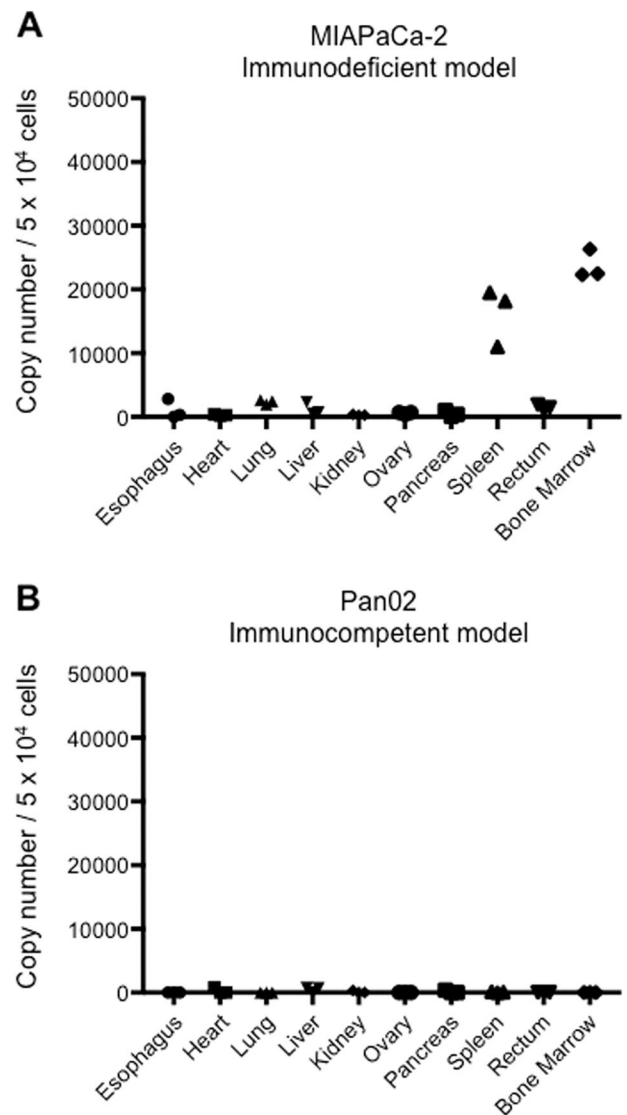 A
MIAPaCa-2
Immunodeficient model
Copy number / 5 x 10⁴ cells
50000
40000
30000
20000
10000
0
Esophagus
Heart
Lung
Liver
Kidney
Ovary
Pancreas
Spleen
Rectum
Bone Marrow
B
Pan02
Immunocompetent model
Copy number / 5 x 10⁴ cells
50000
40000
30000
20000
10000
0
Esophagus
Heart
Lung
Liver
Kidney
Ovary
Pancreas
Spleen
Rectum
Bone Marrow